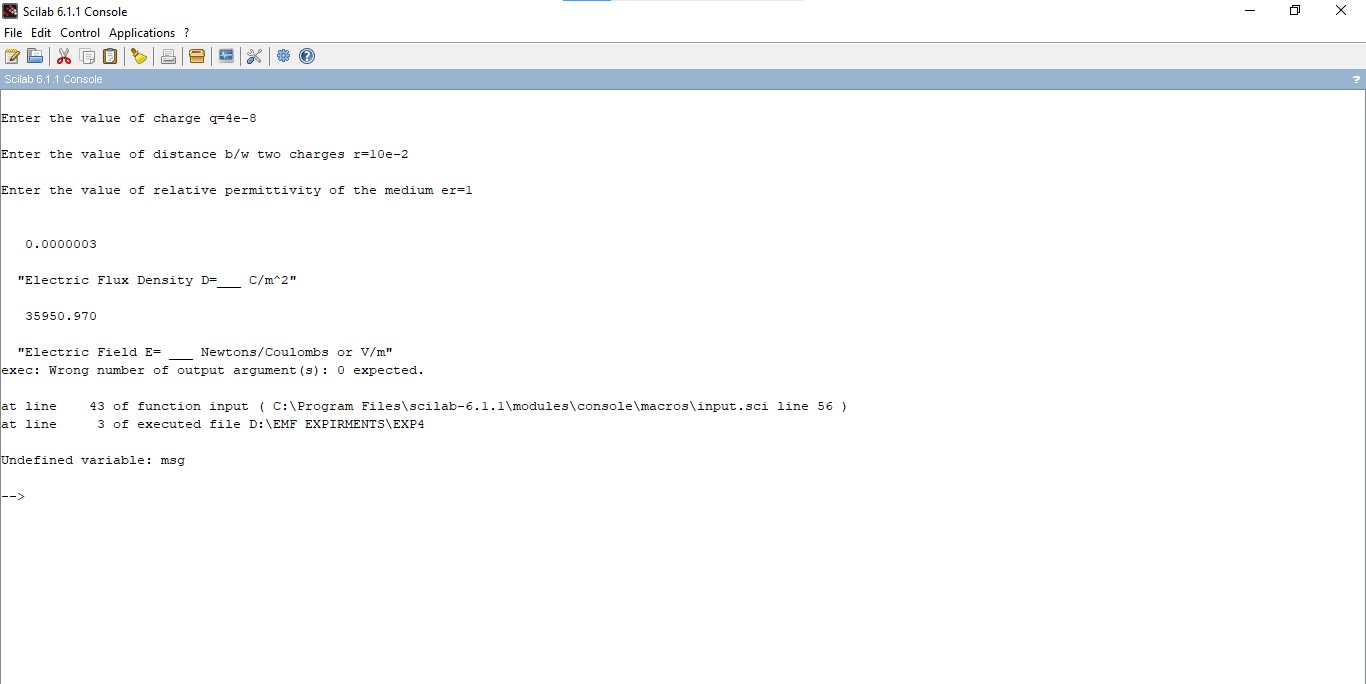 Scilab 6.1.1 Console
File Edit Control Applications ?
Scilab 6.1.1 Console ?
Enter the value of charge q=4e-8
Enter the value of distance b/w two charges r=10e-2
Enter the value of relative permittivity of the medium er=1
0.0000003
"Electric Flux Density D=___ C/m^2"
35950.970
"Electric Field E= ___ Newtons/Coulombs or V/m"
exec: Wrong number of output argument(s): 0 expected.
at line    43 of function input ( C:\Program Files\scilab-6.1.1\modules\console\macros\input.sci line 56 )
at line     3 of executed file D:\EMF EXPIRMENTS\EXP4
Undefined variable: msg
-->